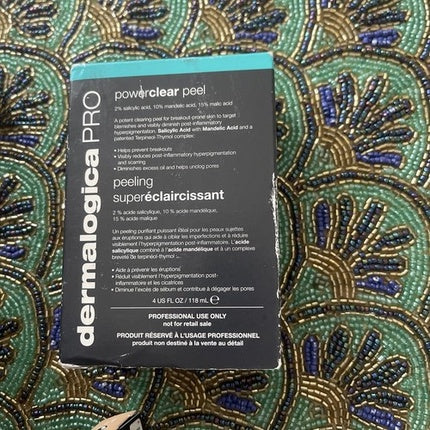 dermalogica PRO
powerclear peel
2% salicylic acid, 10% mandelic acid, 15% malic acid
A potent clearing peel for breakout-prone skin to target
blemishes and visibly diminish post-inflammatory
hyperpigmentation. Salicylic Acid with Mandelic Acid and a
patented Terpineol-Thymol complex:
• Helps prevent breakouts
• Visibly reduces post-inflammatory hyperpigmentation
and scarring
• Diminishes excess oil and helps unclog pores
peeling
superéclaircissant
2 % acide salicylique, 10 % acide mandélique,
15 % acide malique
Un peeling purifiant puissant idéal pour les peaux sujettes
aux éruptions qui aide à cibler les imperfections et à réduire
visiblement l'hyperpigmentation post-inflammatoire. L'acide
salicylique combiné à l'acide mandélique et à un complexe
breveté de terpinéol-thymol :
• Aide à prévenir les éruptions
• Réduit visiblement l'hyperpigmentation post-
inflammatoire et les cicatrices
• Diminue l'excès de sébum et contribue à dégager les pores
4 US FL OZ / 118 mL ℮
PROFESSIONAL USE ONLY
not for retail sale
PRODUIT RÉSERVÉ À L'USAGE PROFESSIONNEL
produit non destiné à la vente au détail